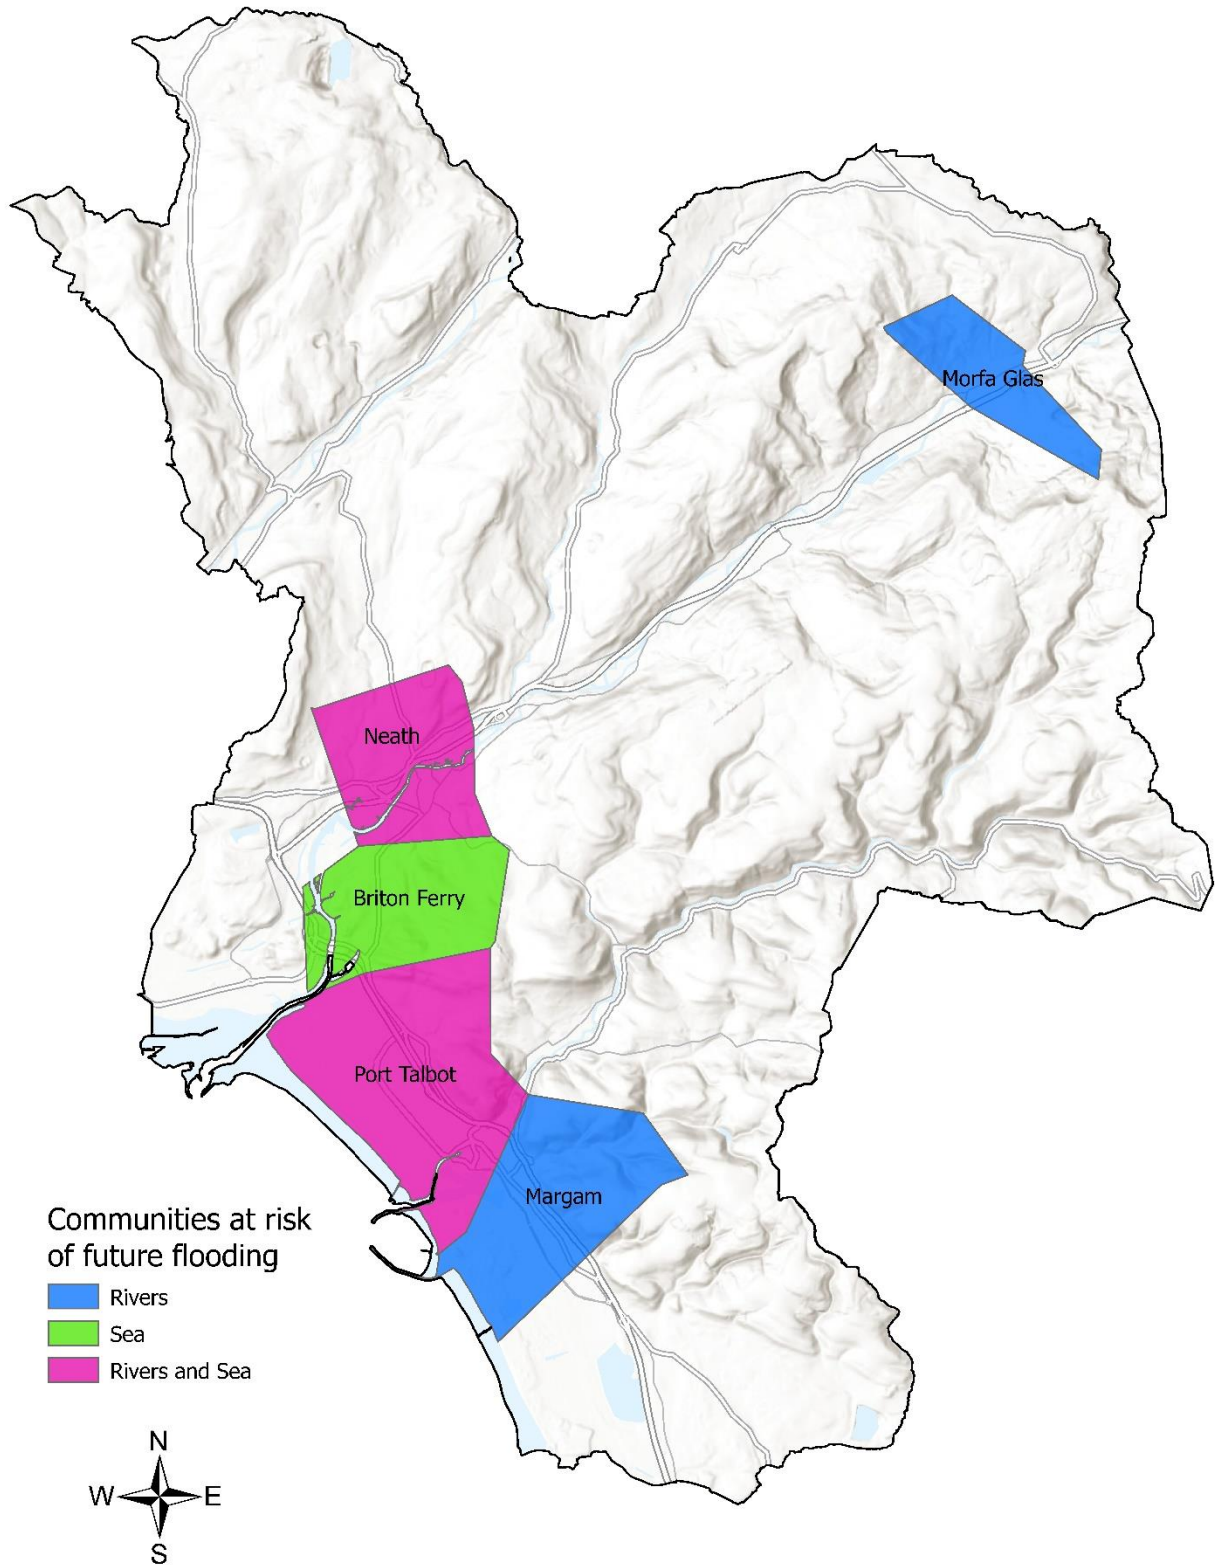 Morfa Glas
Neath
Briton Ferry
Port Talbot
Margam
Communities at risk
of future flooding
Rivers
Sea
Rivers and Sea
N
W E
S